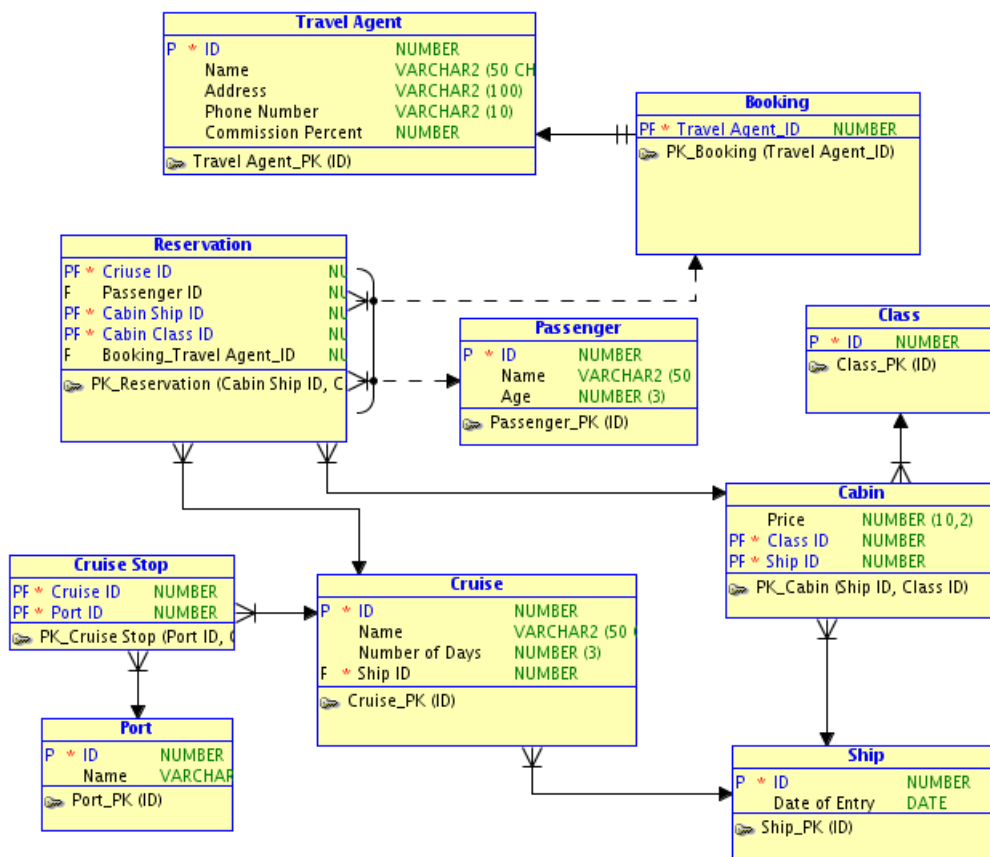 Travel Agent
P * ID NUMBER
Name VARCHAR2 (50 CH
Address VARCHAR2 (100)
Phone Number VARCHAR2 (10)
Commission Percent NUMBER
Travel Agent_PK (ID)
Booking
PF * Travel Agent_ID NUMBER
PK_Booking (Travel Agent_ID)
Reservation
PF * Criuse ID NU
F Passenger ID NU
PF * Cabin Ship ID NU
PF * Cabin Class ID NU
F Booking_Travel Agent_ID NU
PK_Reservation (Cabin Ship ID, C
Passenger
P * ID NUMBER
Name VARCHAR2 (50
Age NUMBER (3)
Passenger_PK (ID)
Class
P * ID NUMBER
Class_PK (ID)
Cabin
Price NUMBER (10,2)
PF * Class ID NUMBER
PF * Ship ID NUMBER
PK_Cabin (Ship ID, Class ID)
Cruise Stop
PF * Cruise ID NUMBER
PF * Port ID NUMBER
PK_Cruise Stop (Port ID, C
Cruise
P * ID NUMBER
Name VARCHAR2 (50
Number of Days NUMBER (3)
F * Ship ID NUMBER
Cruise_PK (ID)
Port
P * ID NUMBER
Name VARCHAR
Port_PK (ID)
Ship
P * ID NUMBER
Date of Entry DATE
Ship_PK (ID)